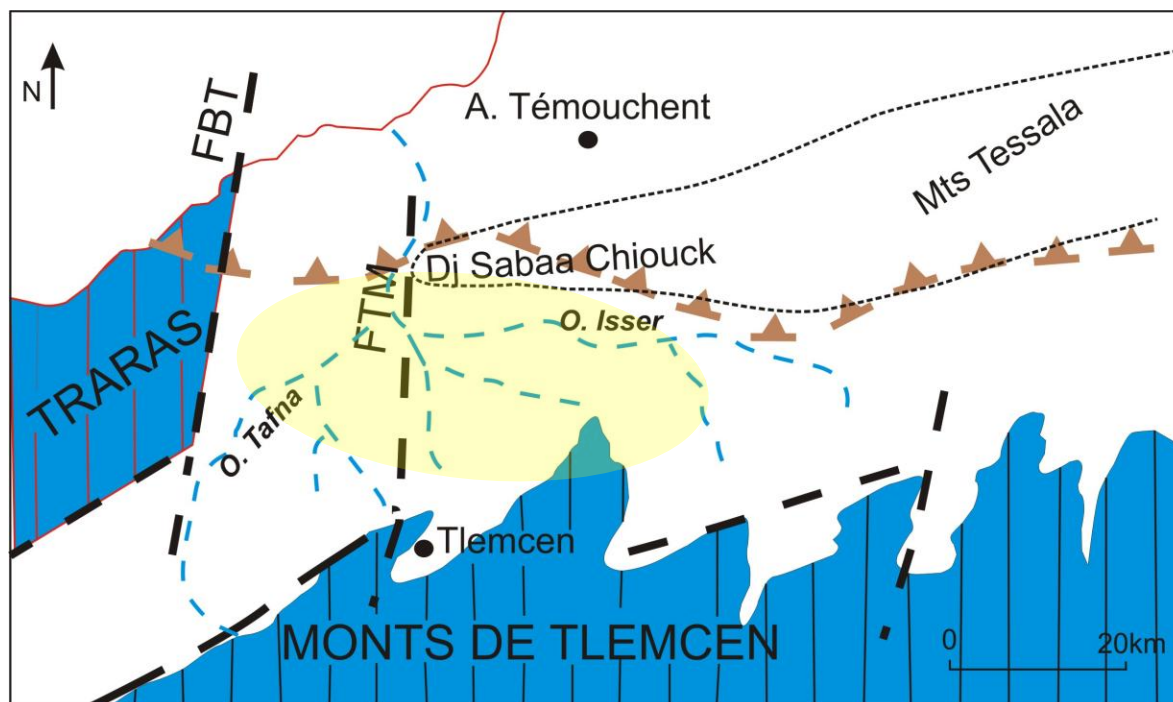 N
FBT
A. Témouchent
Mts Tessala
Dj Sabaa Chiouck
FTM
O. Isser
TRARAS
O. Tafna
Tlemcen
MONTS DE TLEMCEN
0 20km